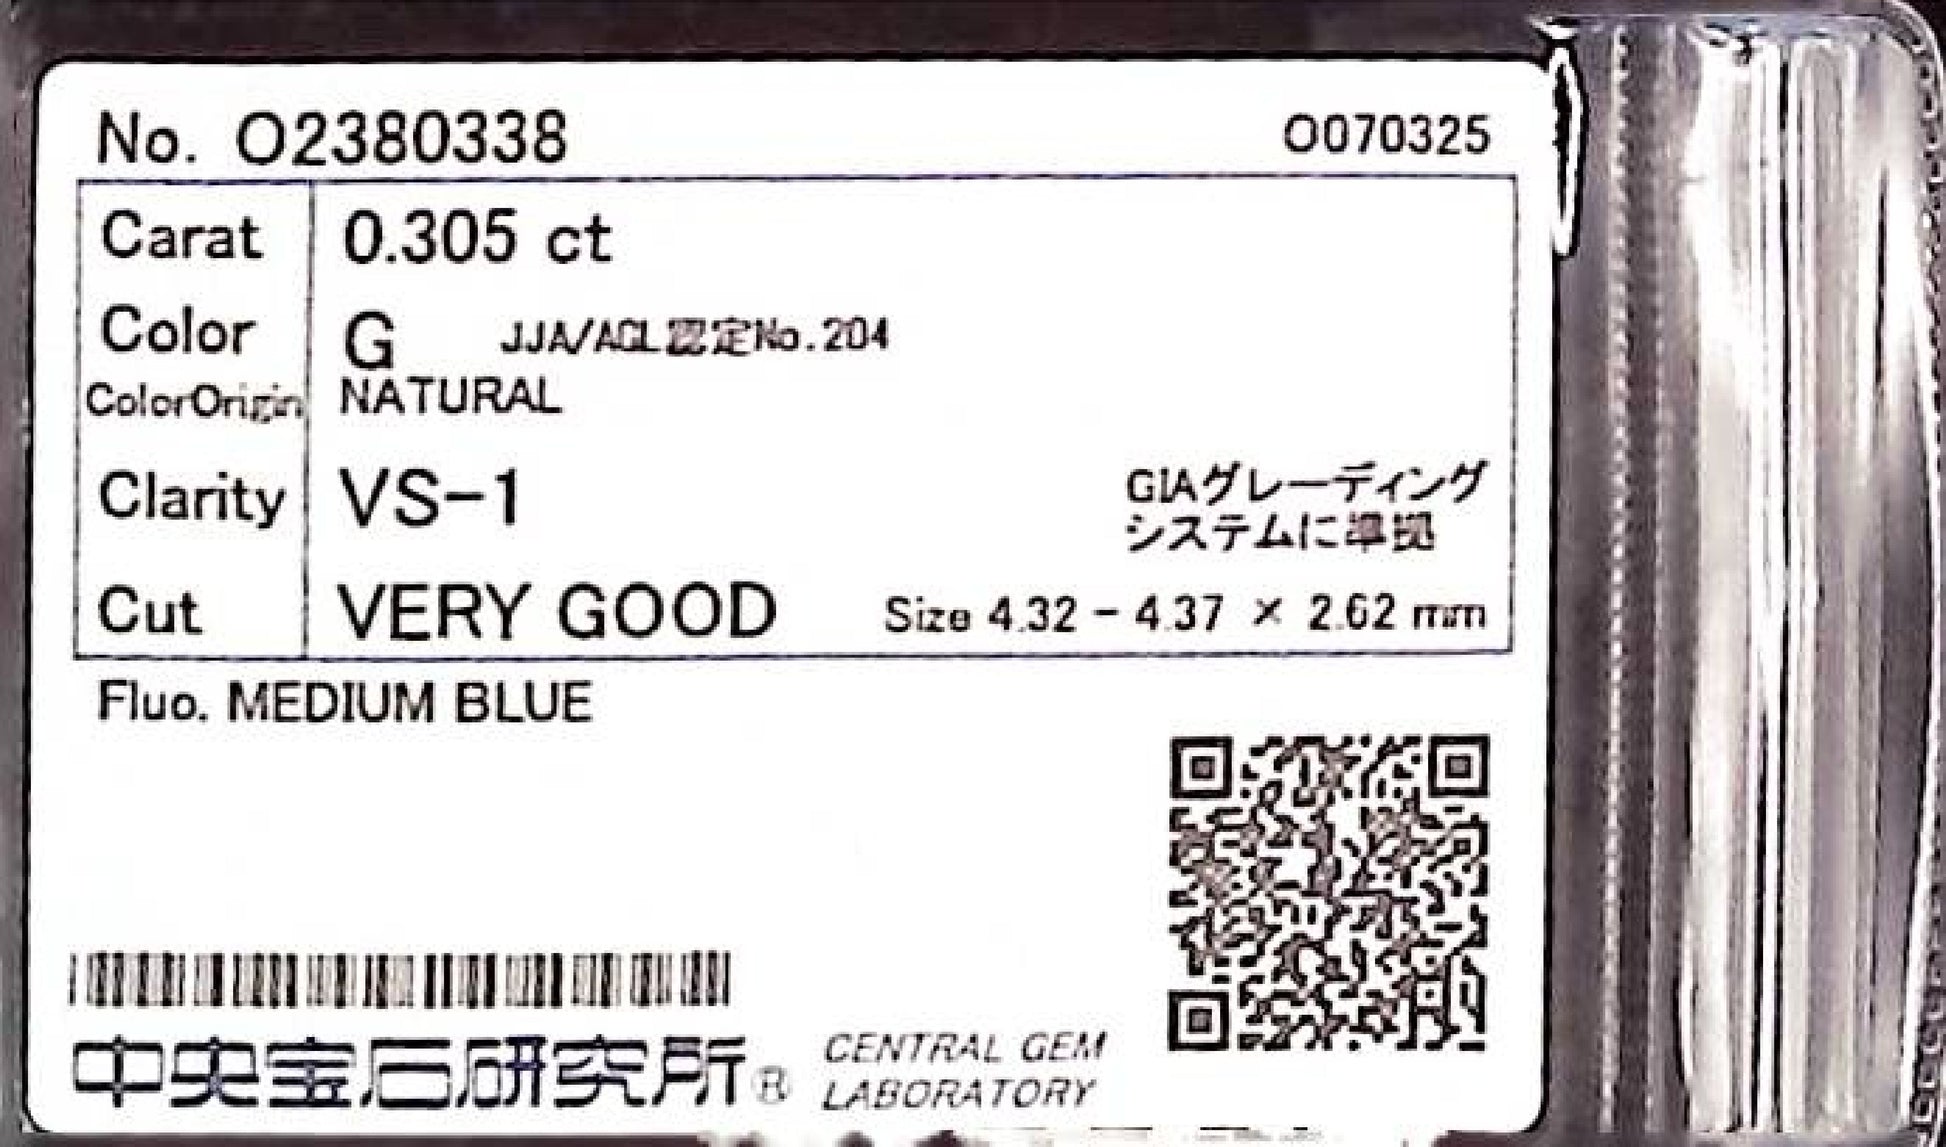 No. O2380338 O070325
Carat 0.305 ct
Color G JJA/AGL認定No.204
ColorOrigin NATURAL
Clarity VS-1 GIAグレーディング
システムに準拠
Cut VERY GOOD Size 4.32 - 4.37 × 2.62 mm
Fluo. MEDIUM BLUE
中央宝石研究所® CENTRAL GEM
LABORATORY